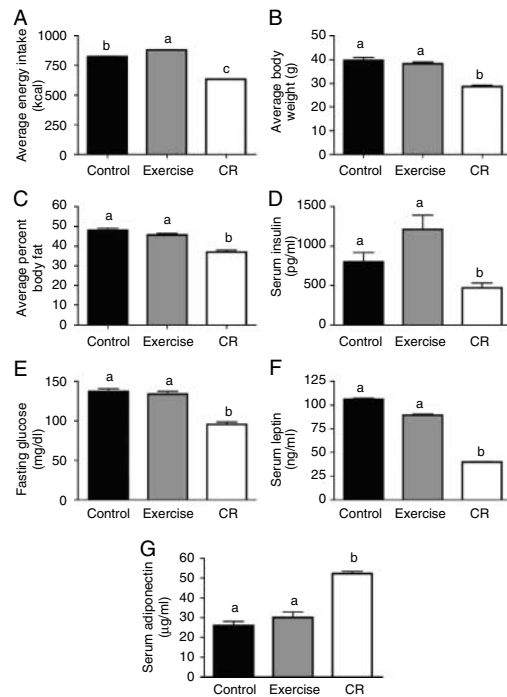 A
Average energy intake
(kcal)
1000
750
500
250
0
b
a
c
Control
Exercise
CR
B
Average body
weight (g)
50
40
30
20
10
0
a
a
b
Control
Exercise
CR
C
Average percent
body fat
60
50
40
30
20
10
0
a
a
b
Control
Exercise
CR
D
Serum insulin
(pg/ml)
1500
1000
500
0
a
a
b
Control
Exercise
CR
E
Fasting glucose
(mg/dl)
150
100
50
0
a
a
b
Control
Exercise
CR
F
Serum leptin
(ng/ml)
125
100
75
50
25
0
a
a
b
Control
Exercise
CR
G
Serum adiponectin
(μg/ml)
60
50
40
30
20
10
0
a
a
b
Control
Exercise
CR